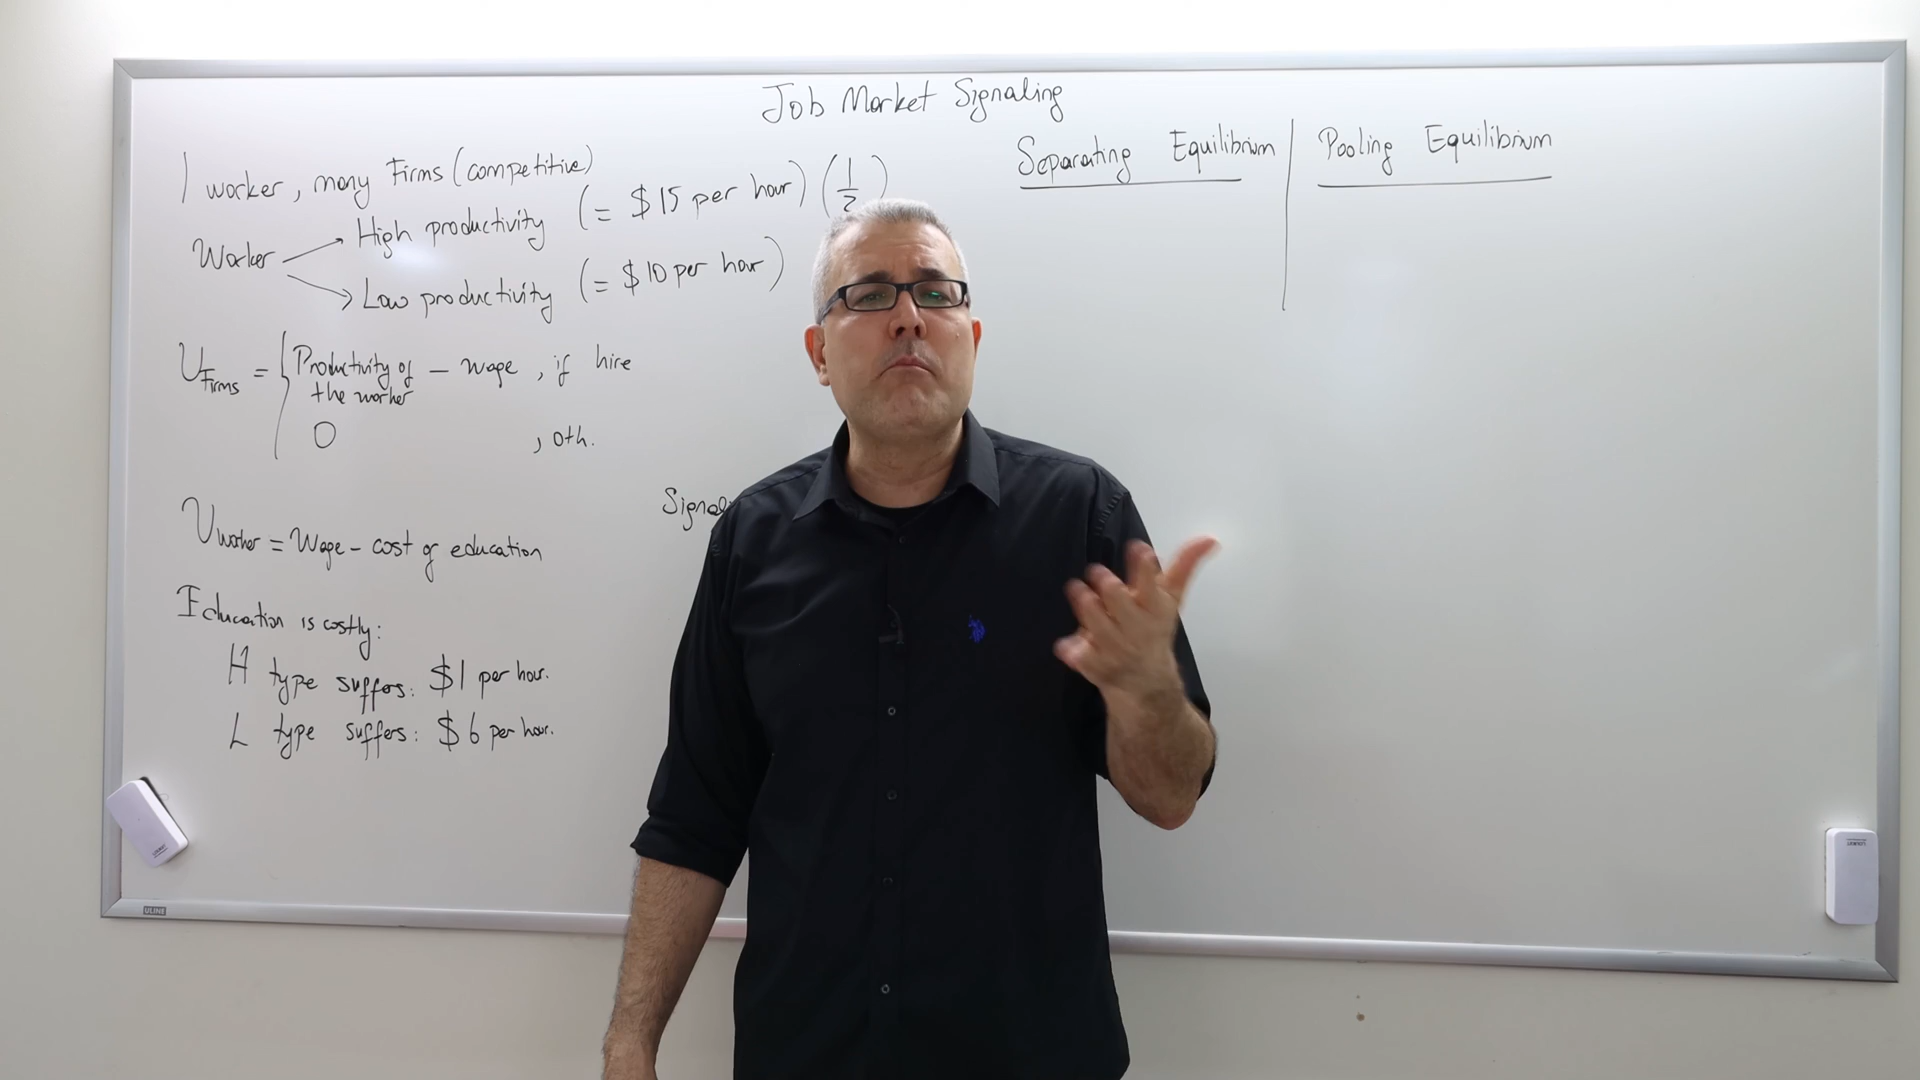 Job Market Signaling
1 worker, many Firms (competitive)
Worker
High productivity (= $15 per hour) (1/2)
Low productivity (= $10 per hour)
U Firms = { Productivity of the worker - wage, if hire
0 , oth.
U worker = Wage - cost of education
Education is costly:
H type suffers: $1 per hour.
L type suffers: $6 per hour.
Separating Equilibrium
Pooling Equilibrium
ULINE